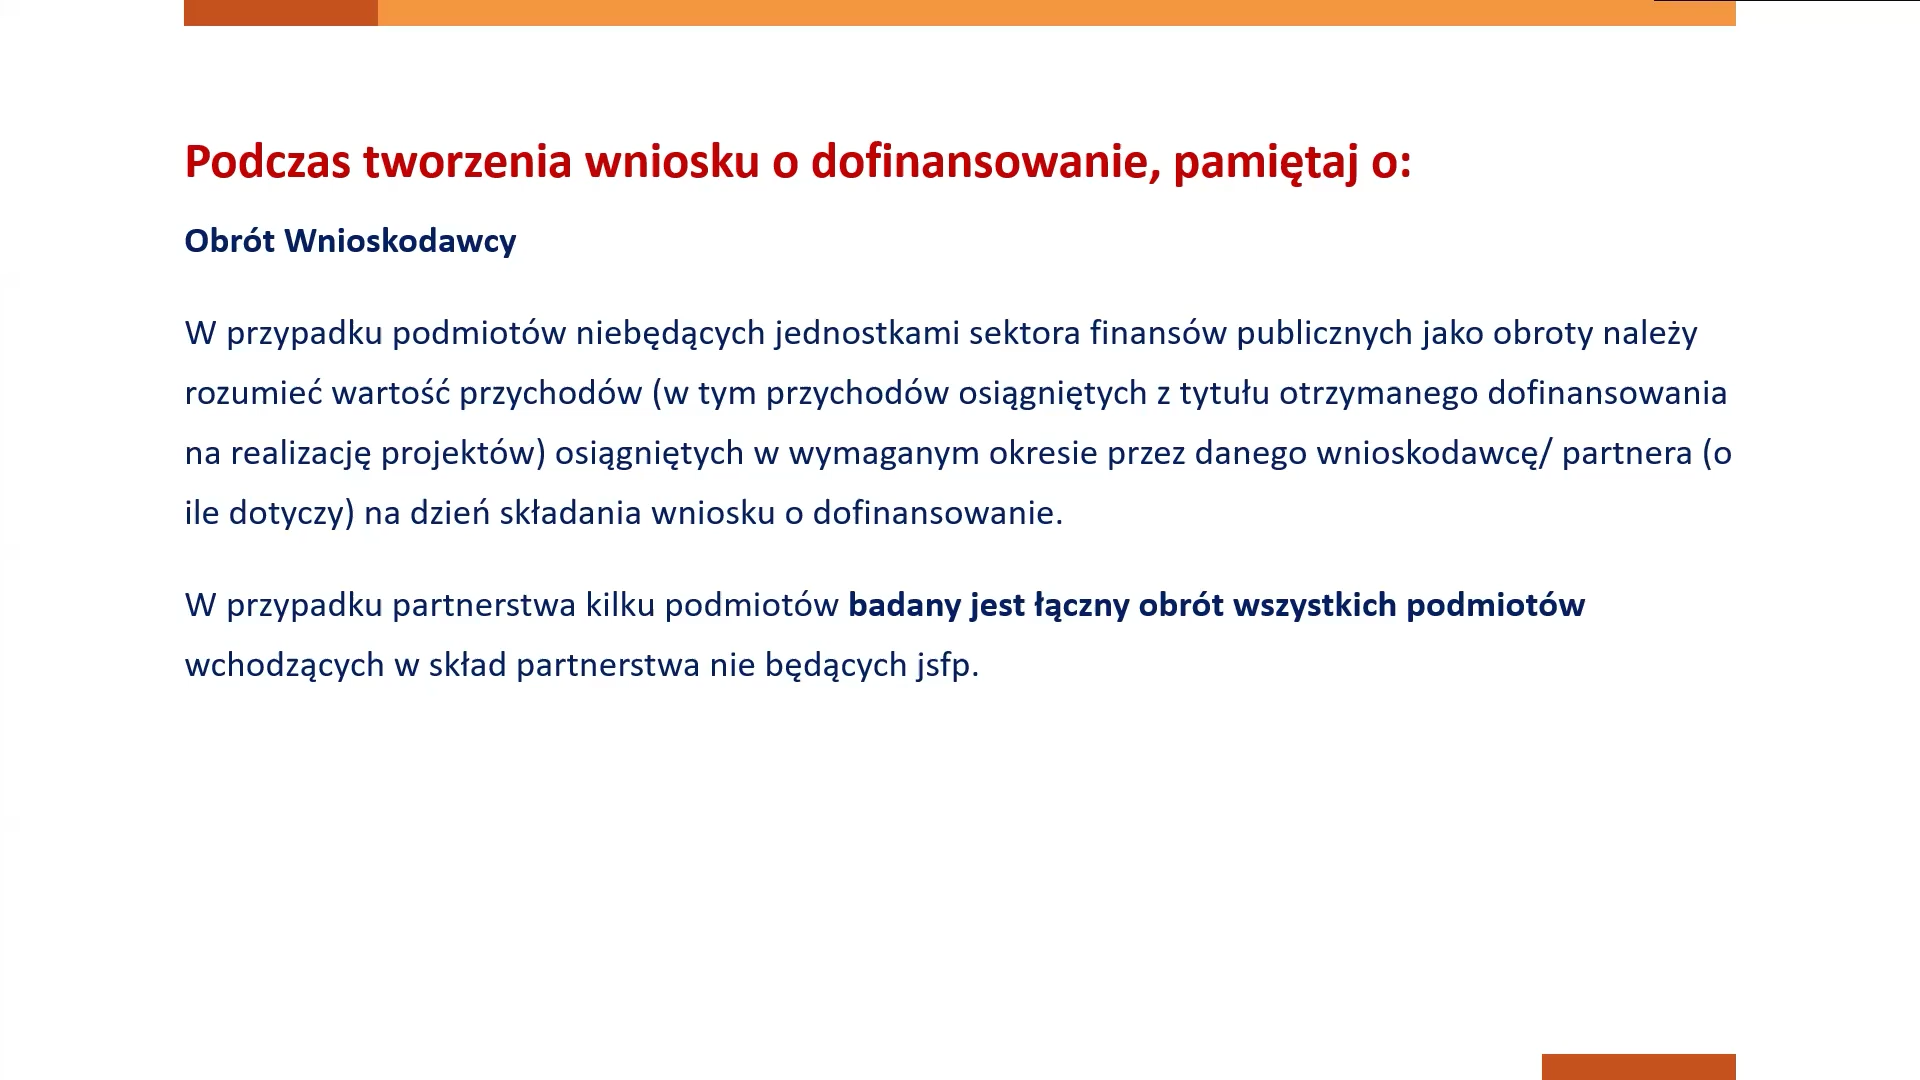 Podczas tworzenia wniosku o dofinansowanie, pamiętaj o:
Obrót Wnioskodawcy
W przypadku podmiotów niebędących jednostkami sektora finansów publicznych jako obroty należy
rozumieć wartość przychodów (w tym przychodów osiągniętych z tytułu otrzymanego dofinansowania
na realizację projektów) osiągniętych w wymaganym okresie przez danego wnioskodawcę/ partnera (o
ile dotyczy) na dzień składania wniosku o dofinansowanie.
W przypadku partnerstwa kilku podmiotów badany jest łączny obrót wszystkich podmiotów
wchodzących w skład partnerstwa nie będących jsfp.